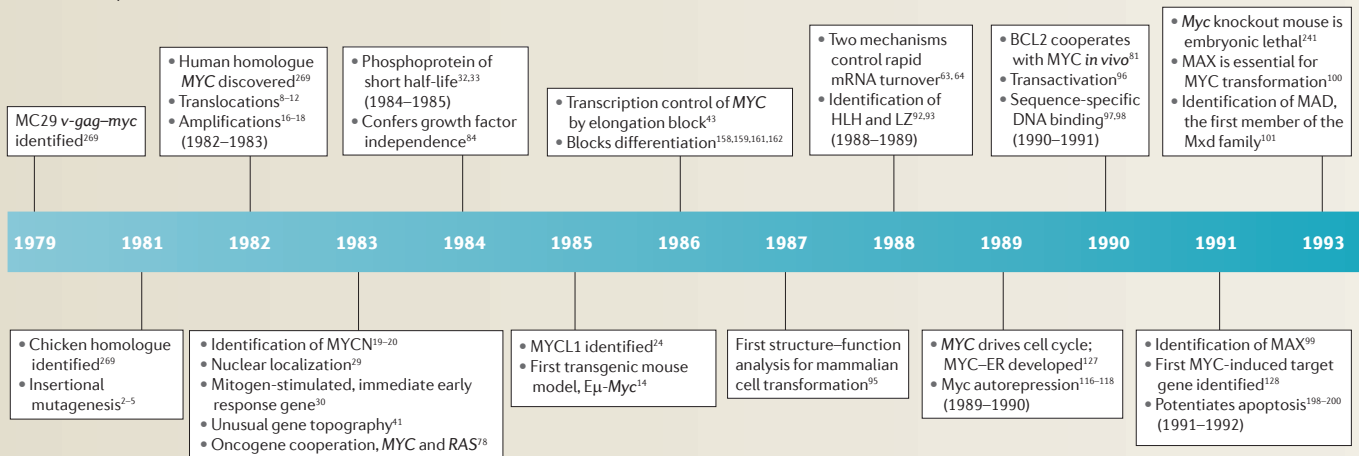 MC29 v-gag–myc
identified269
• Human homologue
MYC discovered269
• Translocations8–12
• Amplifications16–18
(1982–1983)
• Phosphoprotein of
short half-life32,33
(1984–1985)
• Confers growth factor
independence84
• Transcription control of MYC
by elongation block43
• Blocks differentiation158,159,161,162
• Two mechanisms
control rapid
mRNA turnover63, 64
• Identification of
HLH and LZ92,93
(1988–1989)
• BCL2 cooperates
with MYC in vivo81
• Transactivation96
• Sequence-specific
DNA binding97,98
(1990–1991)
• Myc knockout mouse is
embryonic lethal241
• MAX is essential for
MYC transformation100
• Identification of MAD,
the first member of the
Mxd family101
1979 1981 1982 1983 1984 1985 1986 1987 1988 1989 1990 1991 1993
• Chicken homologue
identified269
• Insertional
mutagenesis2–5
• Identification of MYCN19–20
• Nuclear localization29
• Mitogen-stimulated, immediate early
response gene30
• Unusual gene topography41
• Oncogene cooperation, MYC and RAS78
• MYCL1 identified24
• First transgenic mouse
model, Eμ-Myc14
First structure–function
analysis for mammalian
cell transformation95
• MYC drives cell cycle;
MYC–ER developed127
• Myc autorepression116–118
(1989–1990)
• Identification of MAX99
• First MYC-induced target
gene identified128
• Potentiates apoptosis198–200
(1991–1992)